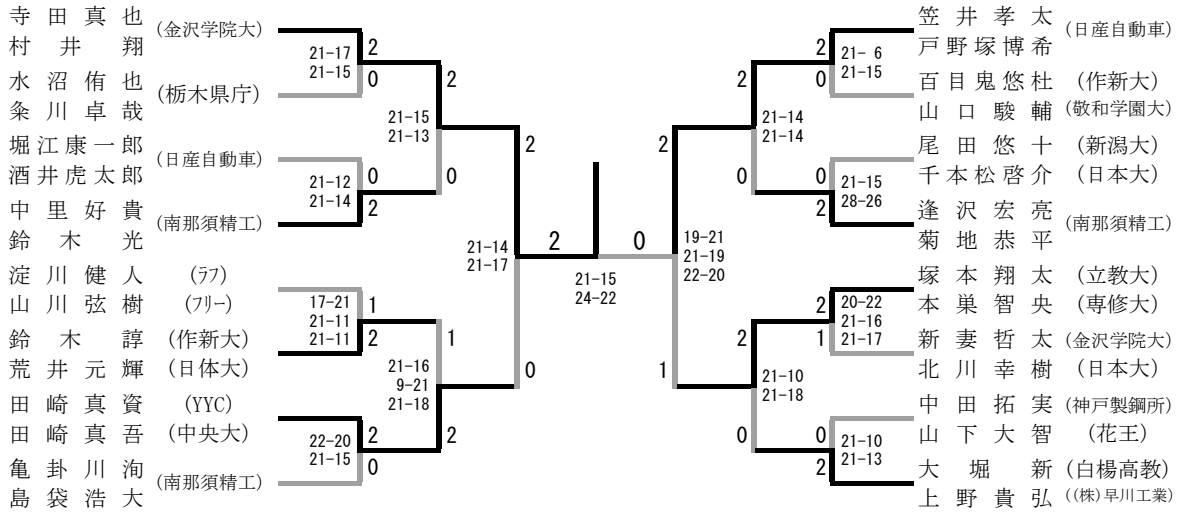 寺田真也
(金沢学院大)
村井翔
水沼侑也
(栃木県庁)
粂川卓哉
堀江康一郎
(日産自動車)
酒井虎太郎
中里好貴
(南那須精工)
鈴木光
淀川健人 (ﾗﾌ)
山川弦樹 (ﾌﾘｰ)
鈴木諄 (作新大)
荒井元輝 (日体大)
田崎真資 (YYC)
田崎真吾 (中央大)
亀卦川洵
(南那須精工)
島袋浩大
21-17
21-15
2
0
21-12
21-14
0
2
17-21
21-11
21-11
1
2
22-20
21-15
2
0
21-15
21-13
2
0
21-16
9-21
21-18
1
2
21-14
21-17
2
0
2
0
21-15
24-22
19-21
21-19
22-20
2
1
21-14
21-14
2
0
21-10
21-18
2
0
2
0
21- 6
21-15
0
2
21-15
28-26
2
1
20-22
21-16
21-17
0
2
21-10
21-13
笠井孝太
(日産自動車)
戸野塚博希
百目鬼悠杜 (作新大)
山口駿輔 (敬和学園大)
尾田悠十 (新潟大)
千本松啓介 (日本大)
逢沢宏亮
(南那須精工)
菊地恭平
塚本翔太 (立教大)
本巣智央 (専修大)
新妻哲太 (金沢学院大)
北川幸樹 (日本大)
中田拓実 (神戸製鋼所)
山下大智 (花王)
大堀新 (白楊高教)
上野貴弘 ((株)早川工業)